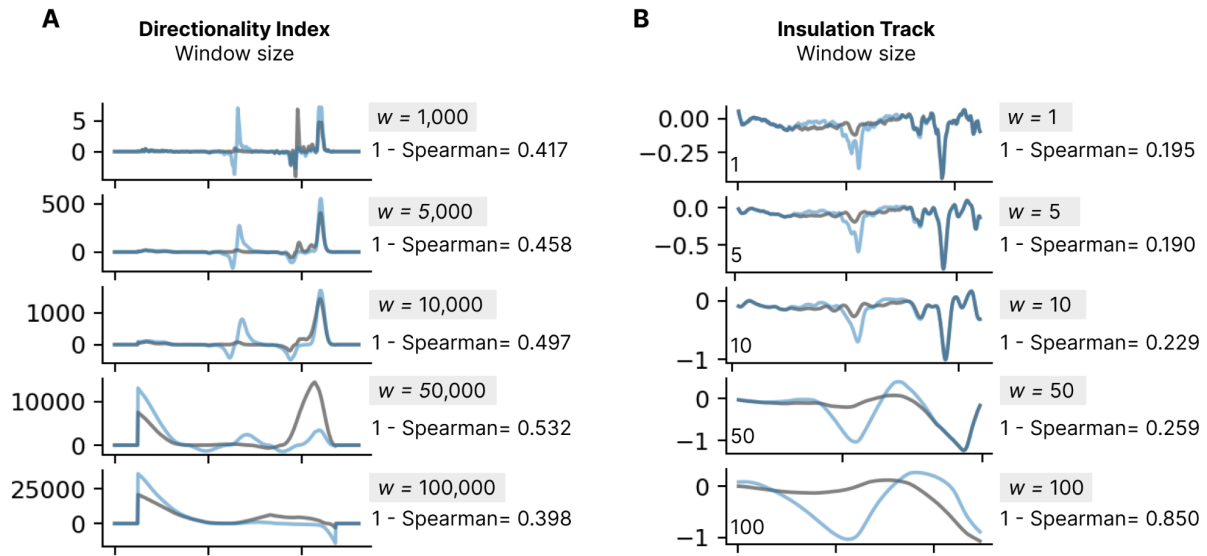 A
Directionality Index
Window size
5
0
w = 1,000
1 - Spearman= 0.417
500
0
w = 5,000
1 - Spearman= 0.458
1000
0
w = 10,000
1 - Spearman= 0.497
10000
0
w = 50,000
1 - Spearman= 0.532
25000
0
w = 100,000
1 - Spearman= 0.398
B
Insulation Track
Window size
0.00
−0.25
1
w = 1
1 - Spearman= 0.195
0.0
−0.5
5
w = 5
1 - Spearman= 0.190
0
−1
10
w = 10
1 - Spearman= 0.229
0
−1
50
w = 50
1 - Spearman= 0.259
0
−1
100
w = 100
1 - Spearman= 0.850